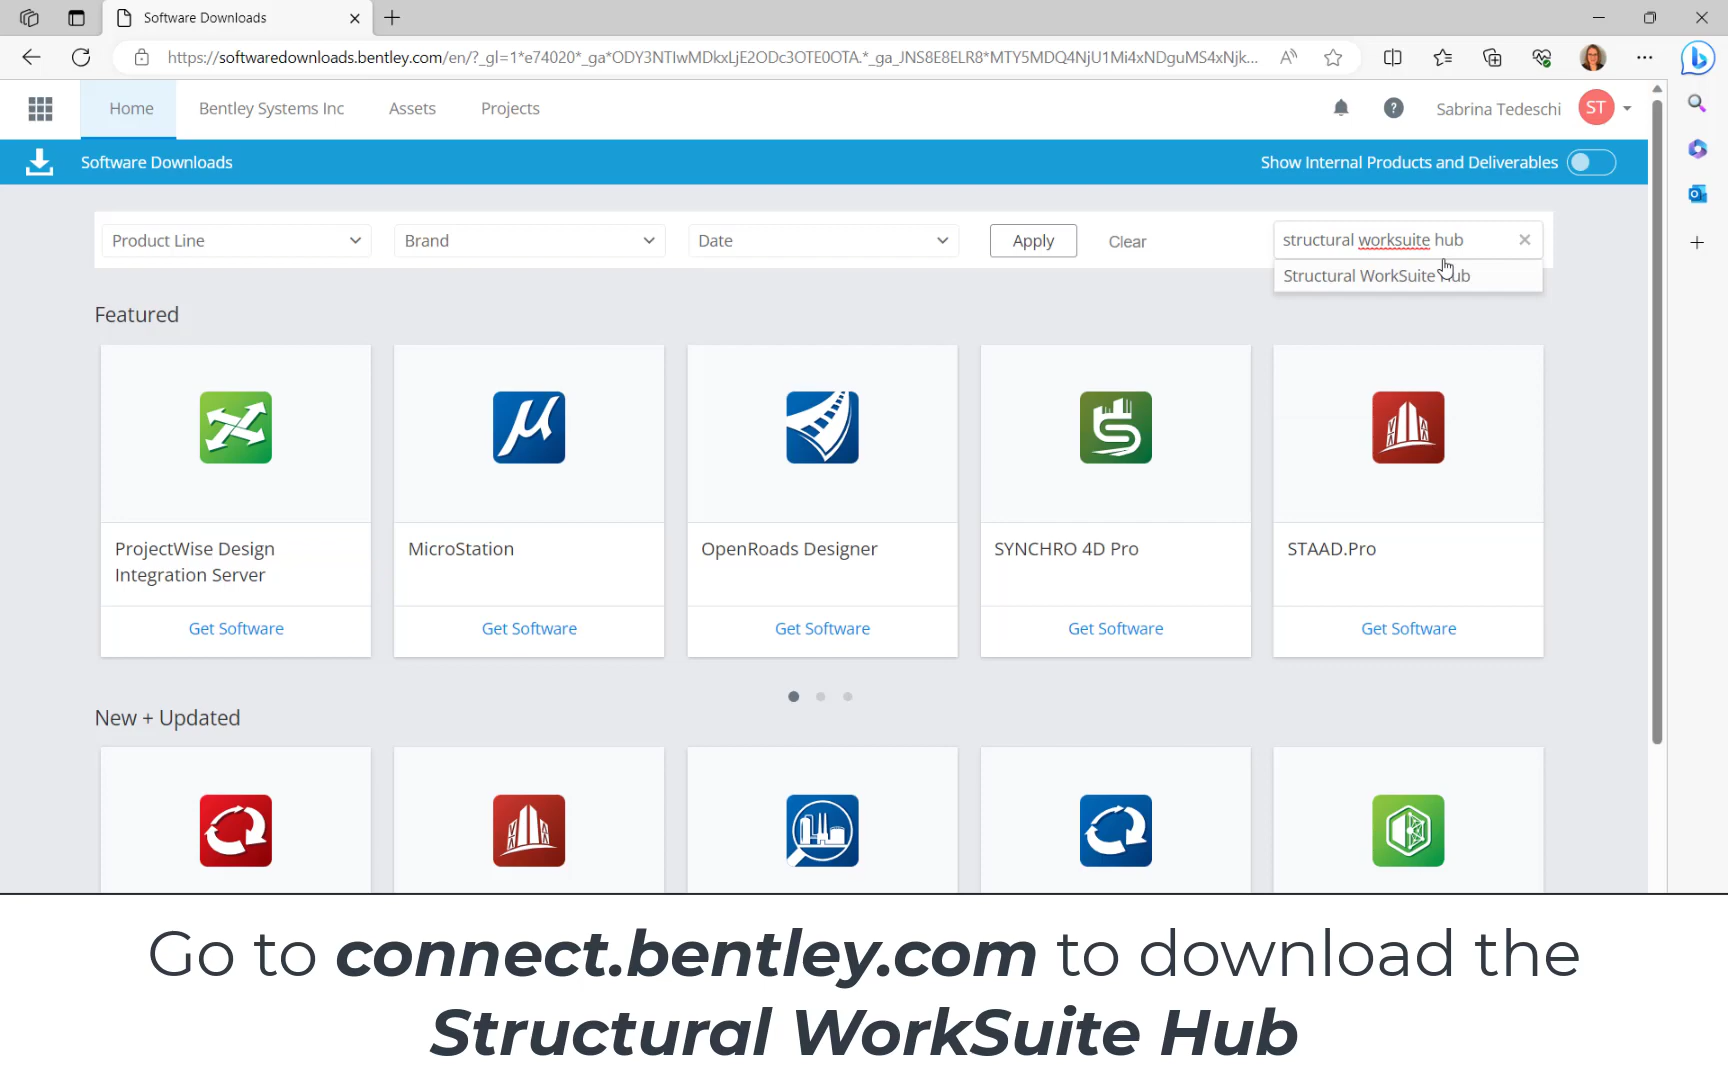 Software Downloads
https://softwaredownloads.bentley.com/en/?_gl=1*e74020*_ga*ODY3NTIwMDkxLjE2ODc3OTE0OTA.*_ga_JNS8E8ELR8*MTY5MDQ4NjU1Mi4xNDguMS4xNjk...
Home Bentley Systems Inc Assets Projects Sabrina Tedeschi ST
Software Downloads Show Internal Products and Deliverables
Product Line Brand Date Apply Clear structural worksuite hub
Structural WorkSuite Hub
Featured
ProjectWise Design
Integration Server
MicroStation
OpenRoads Designer
SYNCHRO 4D Pro
STAAD.Pro
Get Software Get Software Get Software Get Software Get Software
New + Updated
Go to connect.bentley.com to download the
Structural WorkSuite Hub